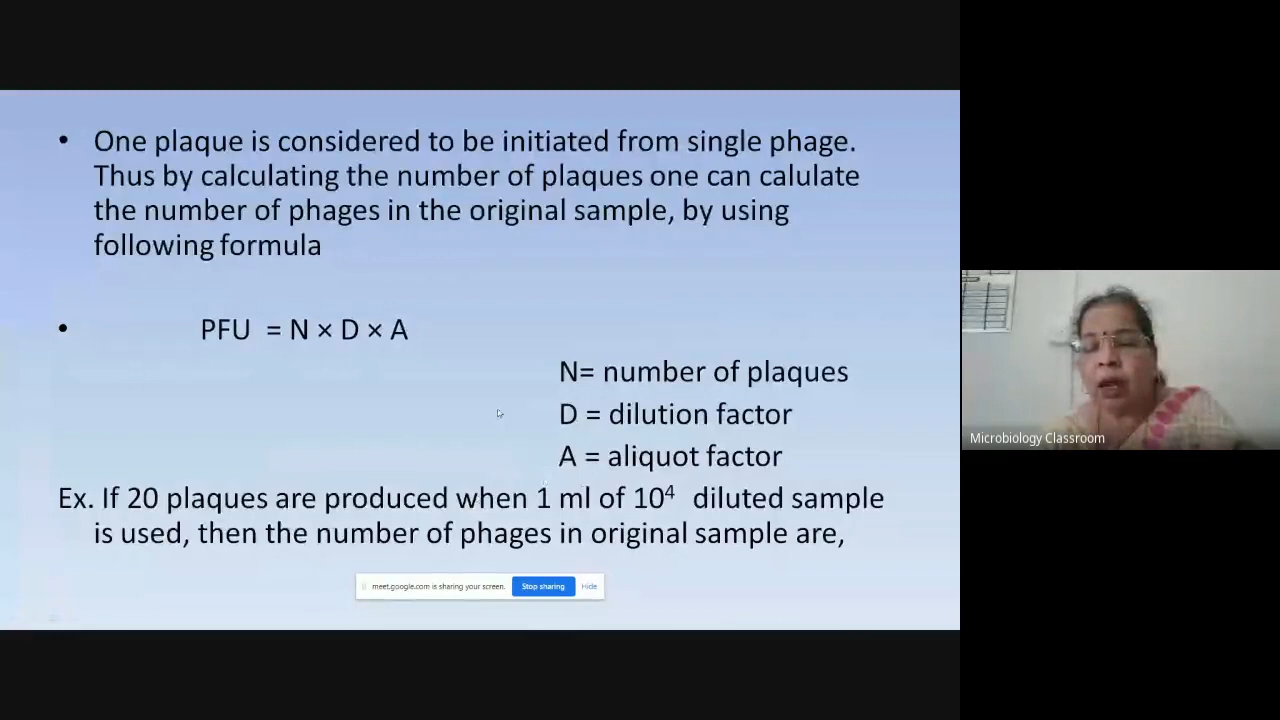 • One plaque is considered to be initiated from single phage.
Thus by calculating the number of plaques one can calulate
the number of phages in the original sample, by using
following formula
• PFU = N × D × A
N= number of plaques
D = dilution factor
A = aliquot factor
Ex. If 20 plaques are produced when 1 ml of 10⁴ diluted sample
is used, then the number of phages in original sample are,
meet.google.com is sharing your screen. Stop sharing Hide
Microbiology Classroom